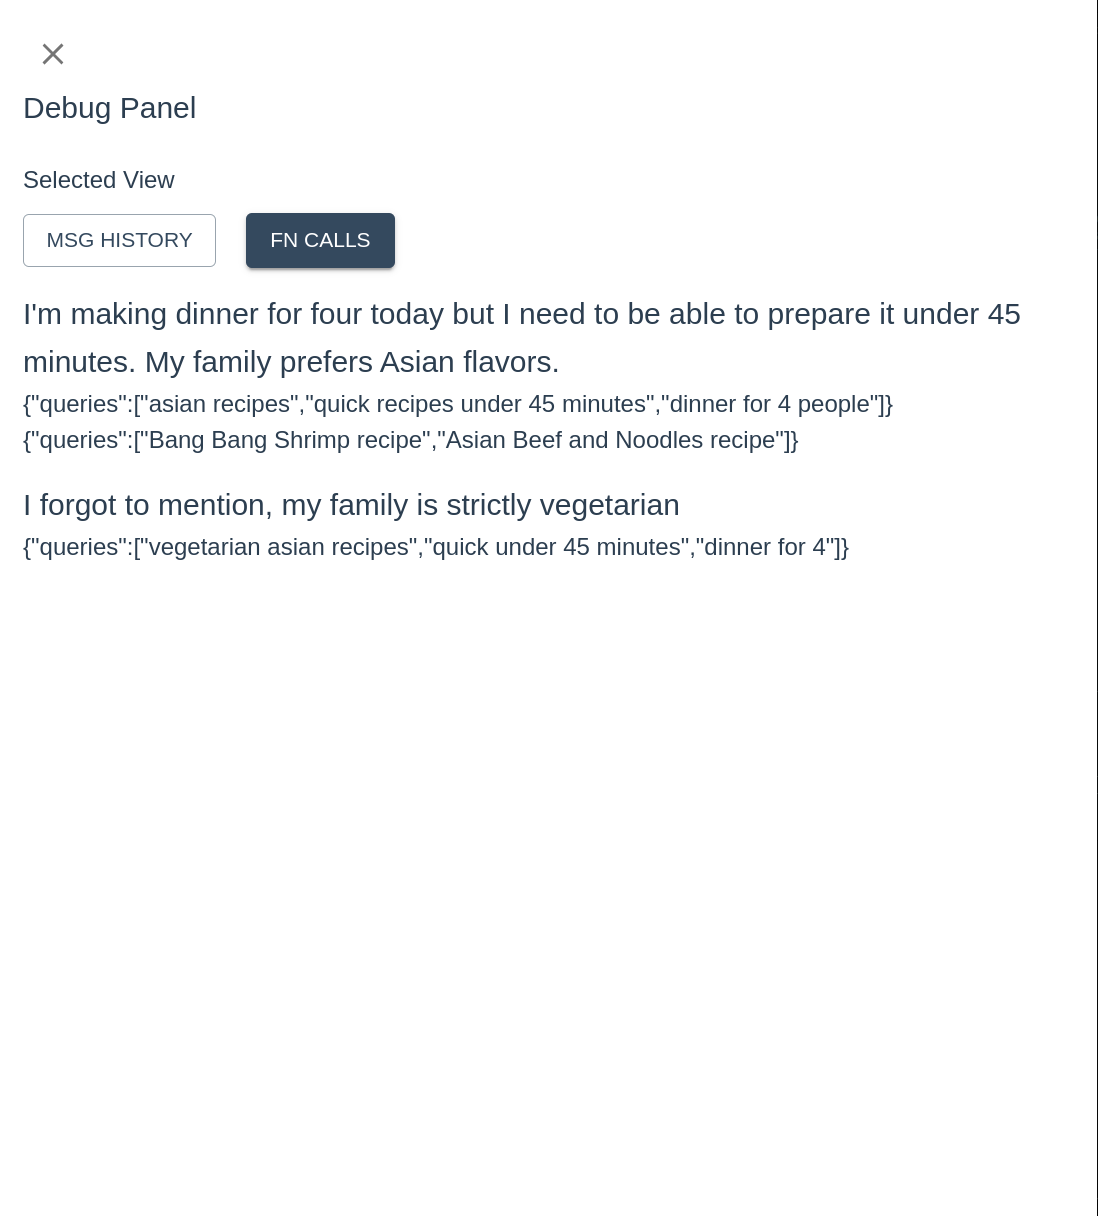 Debug Panel
Selected View
MSG HISTORY
FN CALLS
I'm making dinner for four today but I need to be able to prepare it under 45
minutes. My family prefers Asian flavors.
{"queries":["asian recipes","quick recipes under 45 minutes","dinner for 4 people"]}
{"queries":["Bang Bang Shrimp recipe","Asian Beef and Noodles recipe"]}
I forgot to mention, my family is strictly vegetarian
{"queries":["vegetarian asian recipes","quick under 45 minutes","dinner for 4"]}